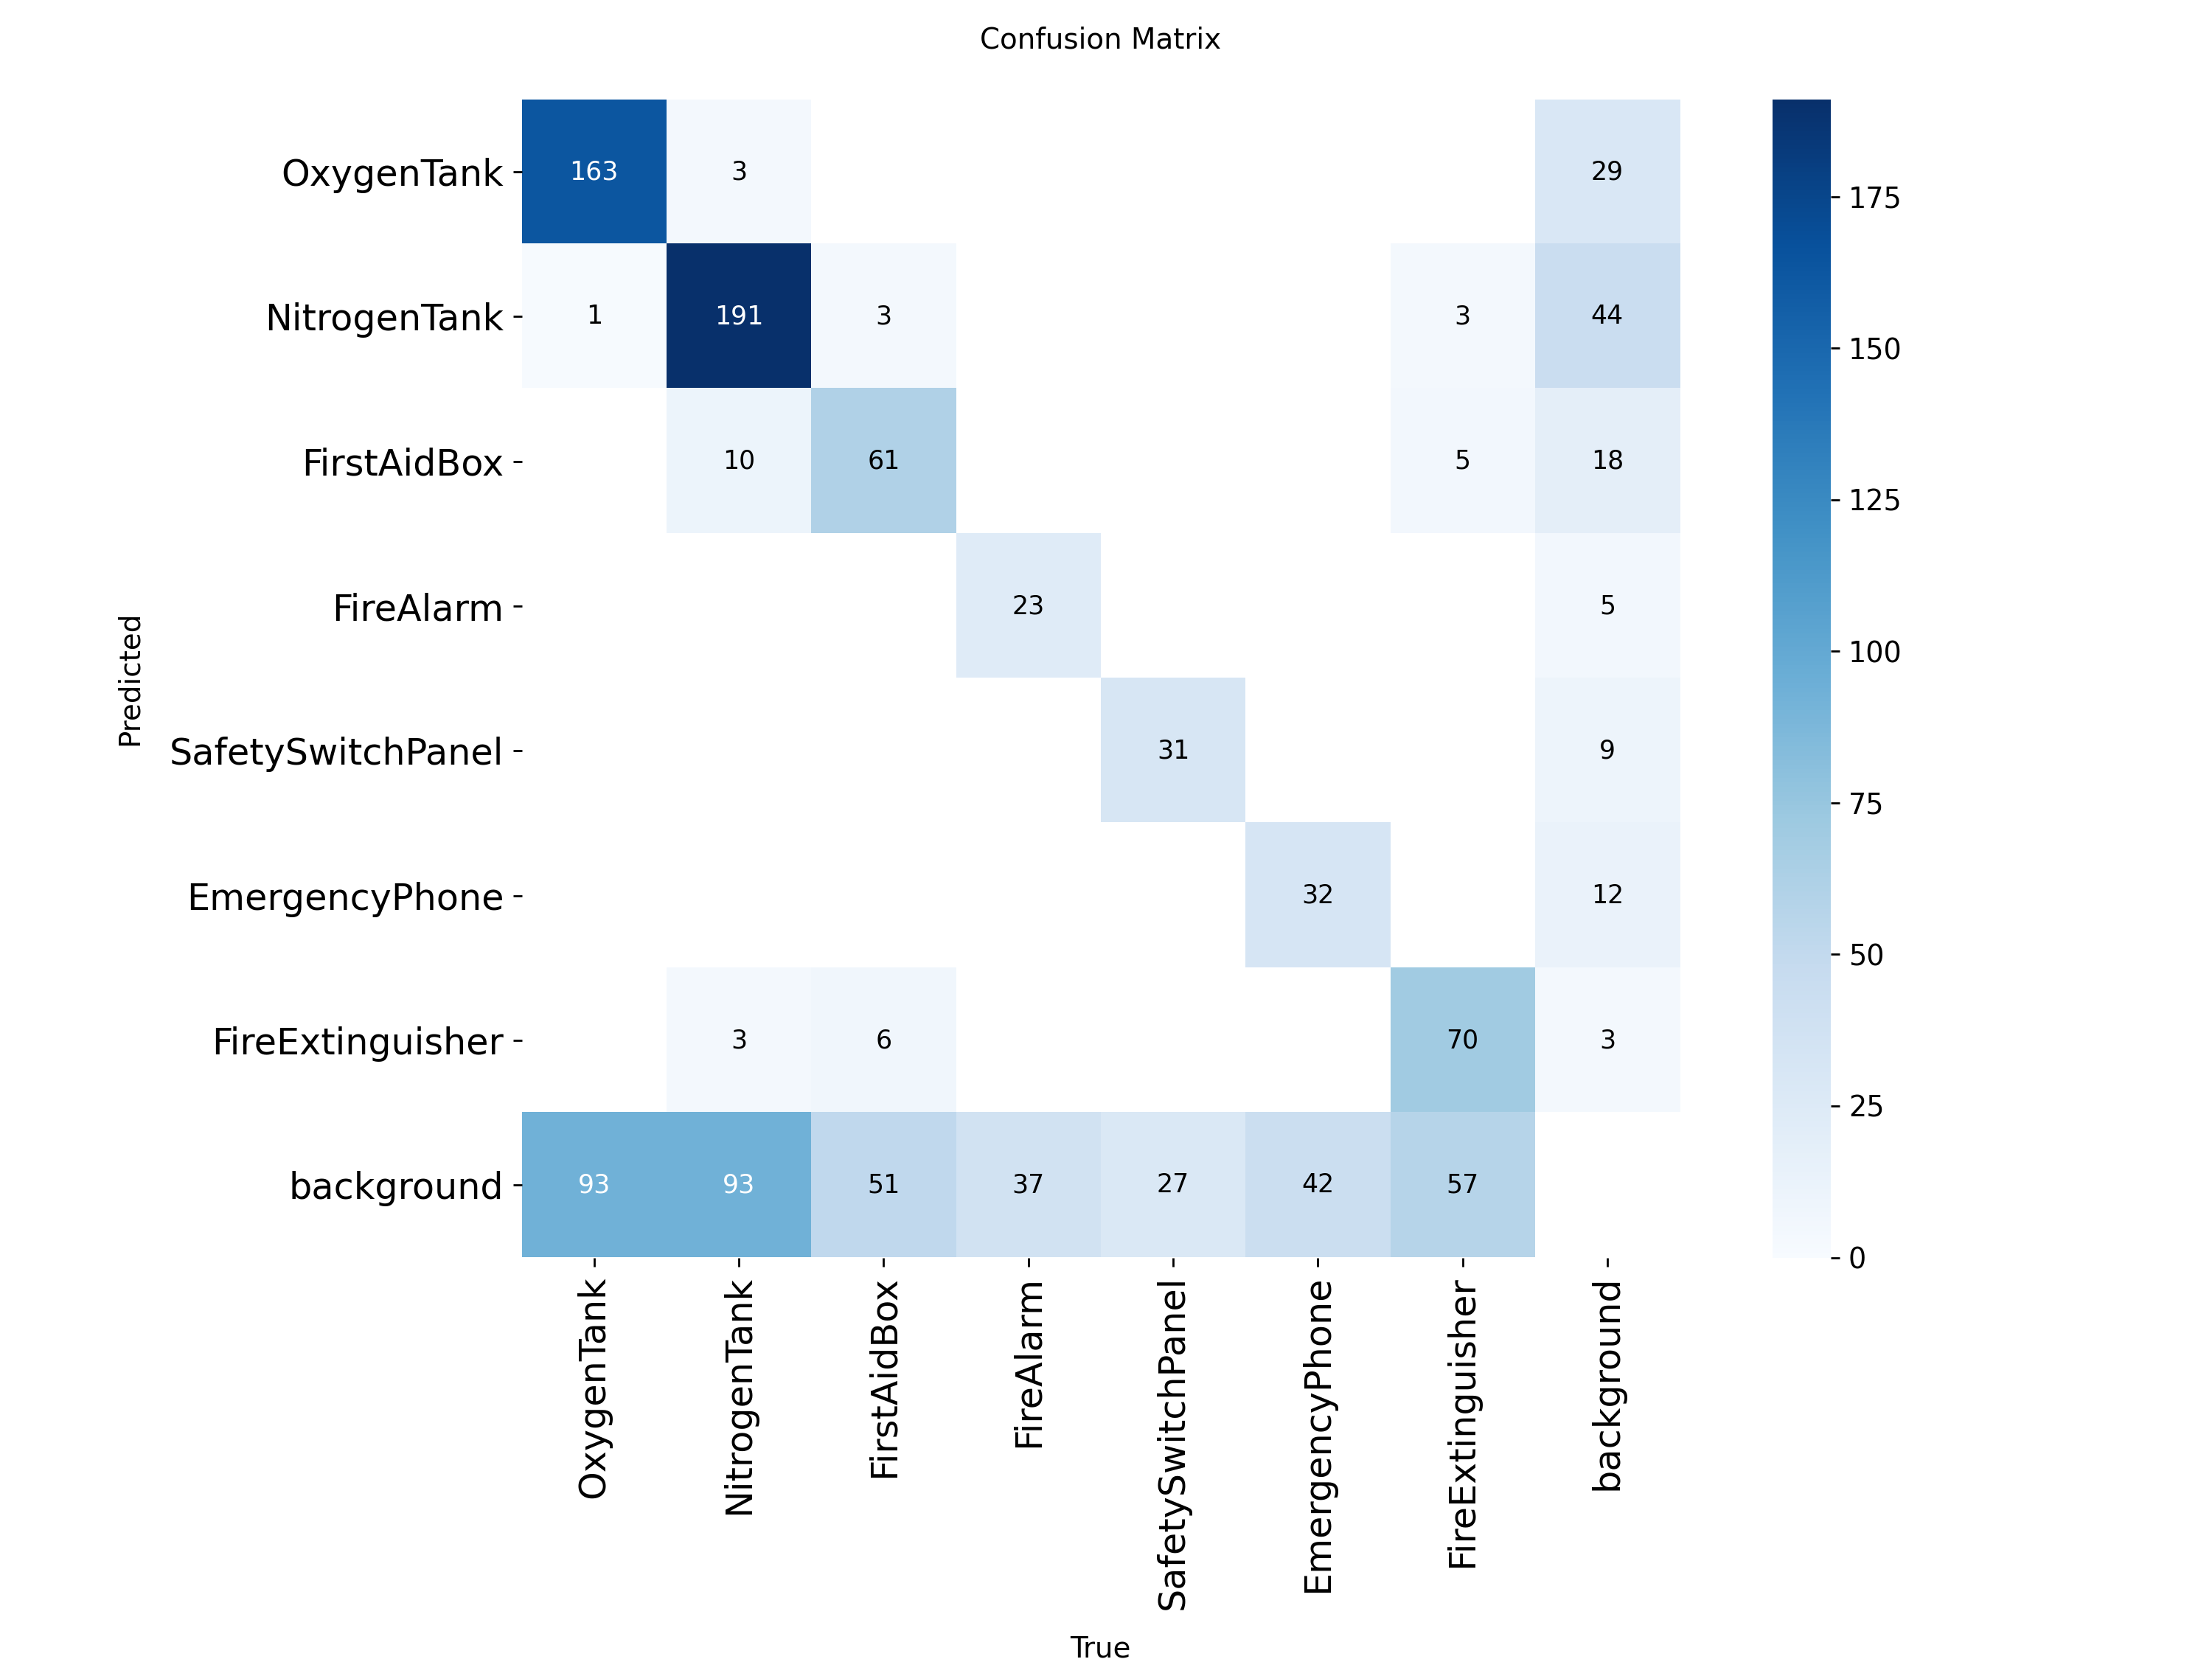 Confusion Matrix
OxygenTank 163 3 29
NitrogenTank 1 191 3 3 44
FirstAidBox 10 61 5 18
FireAlarm 23 5
SafetySwitchPanel 31 9
EmergencyPhone 32 12
FireExtinguisher 3 6 70 3
background 93 93 51 37 27 42 57
Predicted
OxygenTank
NitrogenTank
FirstAidBox
FireAlarm
SafetySwitchPanel
EmergencyPhone
FireExtinguisher
background
True
175
150
125
100
75
50
25
0